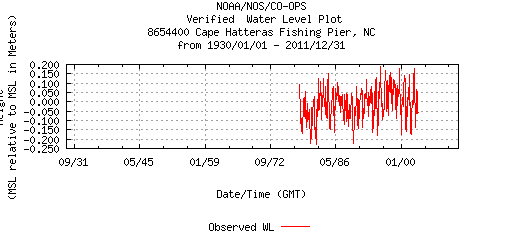 NOAA/NOS/CO-OPS
Verified  Water Level Plot
8654400 Cape Hatteras Fishing Pier, NC
from 1930/01/01 - 2011/12/31
(MSL relative to MSL in Meters)
0.200
0.150
0.100
0.050
0.000
-0.050
-0.100
-0.150
-0.200
-0.250
09/31 05/45 01/59 09/72 05/86 01/00
Date/Time (GMT)
Observed WL